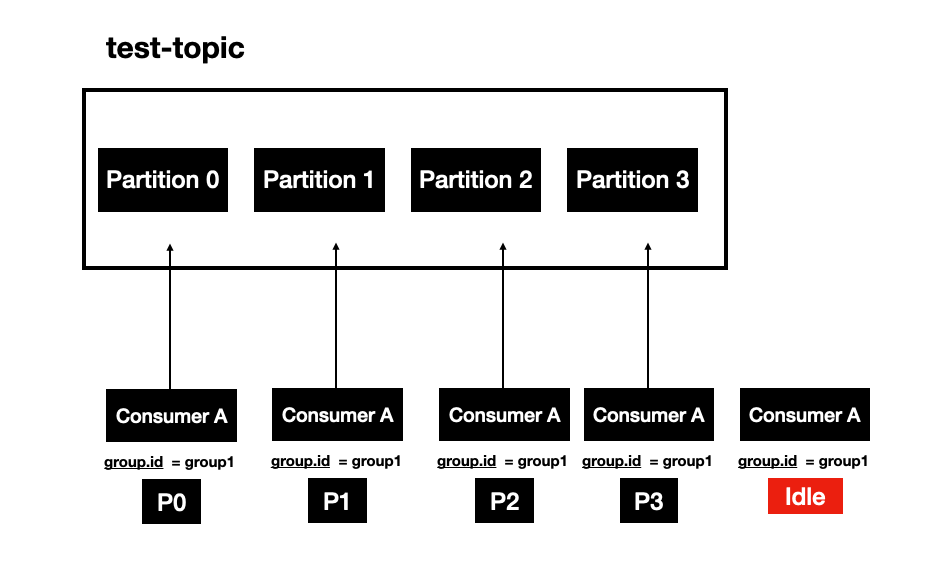 test-topic
Partition 0 Partition 1 Partition 2 Partition 3
Consumer A Consumer A Consumer A Consumer A Consumer A
group.id = group1 group.id = group1 group.id = group1 group.id = group1 group.id = group1
P0 P1 P2 P3 Idle